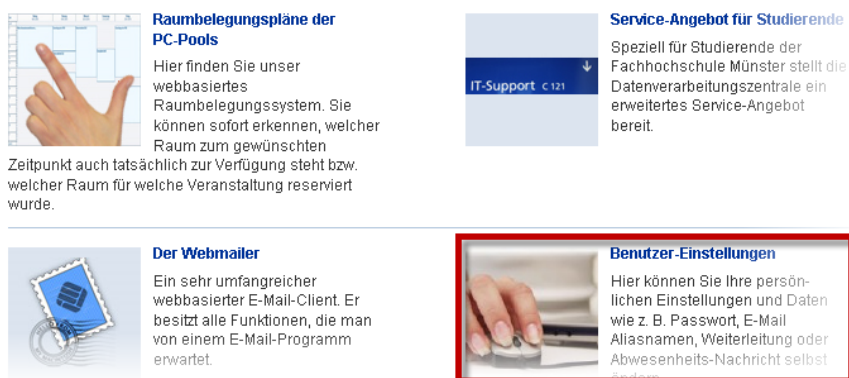 Raumbelegungspläne der
PC-Pools
Hier finden Sie unser
webbasiertes
Raumbelegungssystem. Sie
können sofort erkennen, welcher
Raum zum gewünschten
Zeitpunkt auch tatsächlich zur Verfügung steht bzw.
welcher Raum für welche Veranstaltung reserviert
wurde.
IT-Support C 121
Service-Angebot für Studierende
Speziell für Studierende der
Fachhochschule Münster stellt die
Datenverarbeitungszentrale ein
erweitertes Service-Angebot
bereit.
Der Webmailer
Ein sehr umfangreicher
webbasierter E-Mail-Client. Er
besitzt alle Funktionen, die man
von einem E-Mail-Programm
erwartet.
Benutzer-Einstellungen
Hier können Sie Ihre persön-
lichen Einstellungen und Daten
wie z. B. Passwort, E-Mail
Aliasnamen, Weiterleitung oder
Abwesenheits-Nachricht selbst